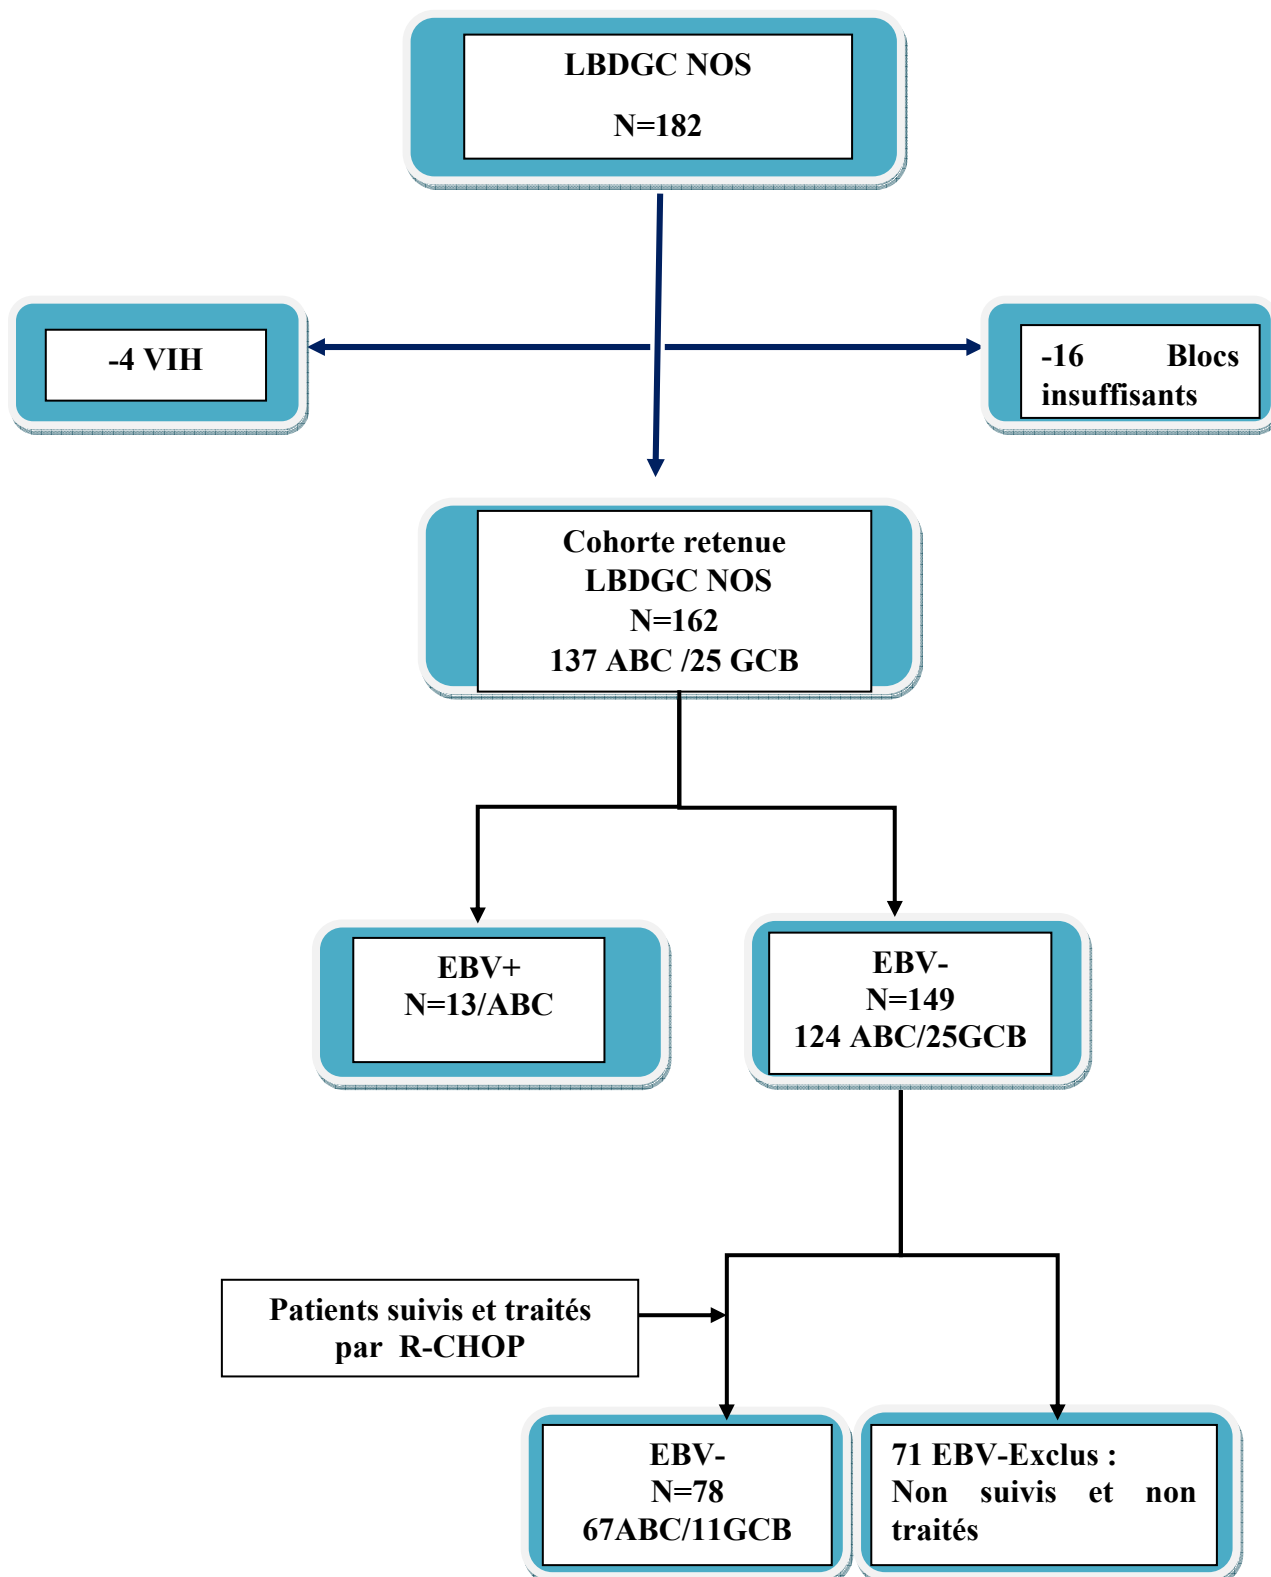 LBDGC NOS
N=182
-4 VIH
-16 Blocs
insuffisants
Cohorte retenue
LBDGC NOS
N=162
137 ABC /25 GCB
EBV+
N=13/ABC
EBV-
N=149
124 ABC/25GCB
Patients suivis et traités
par R-CHOP
EBV-
N=78
67ABC/11GCB
71 EBV-Exclus :
Non suivis et non
traités